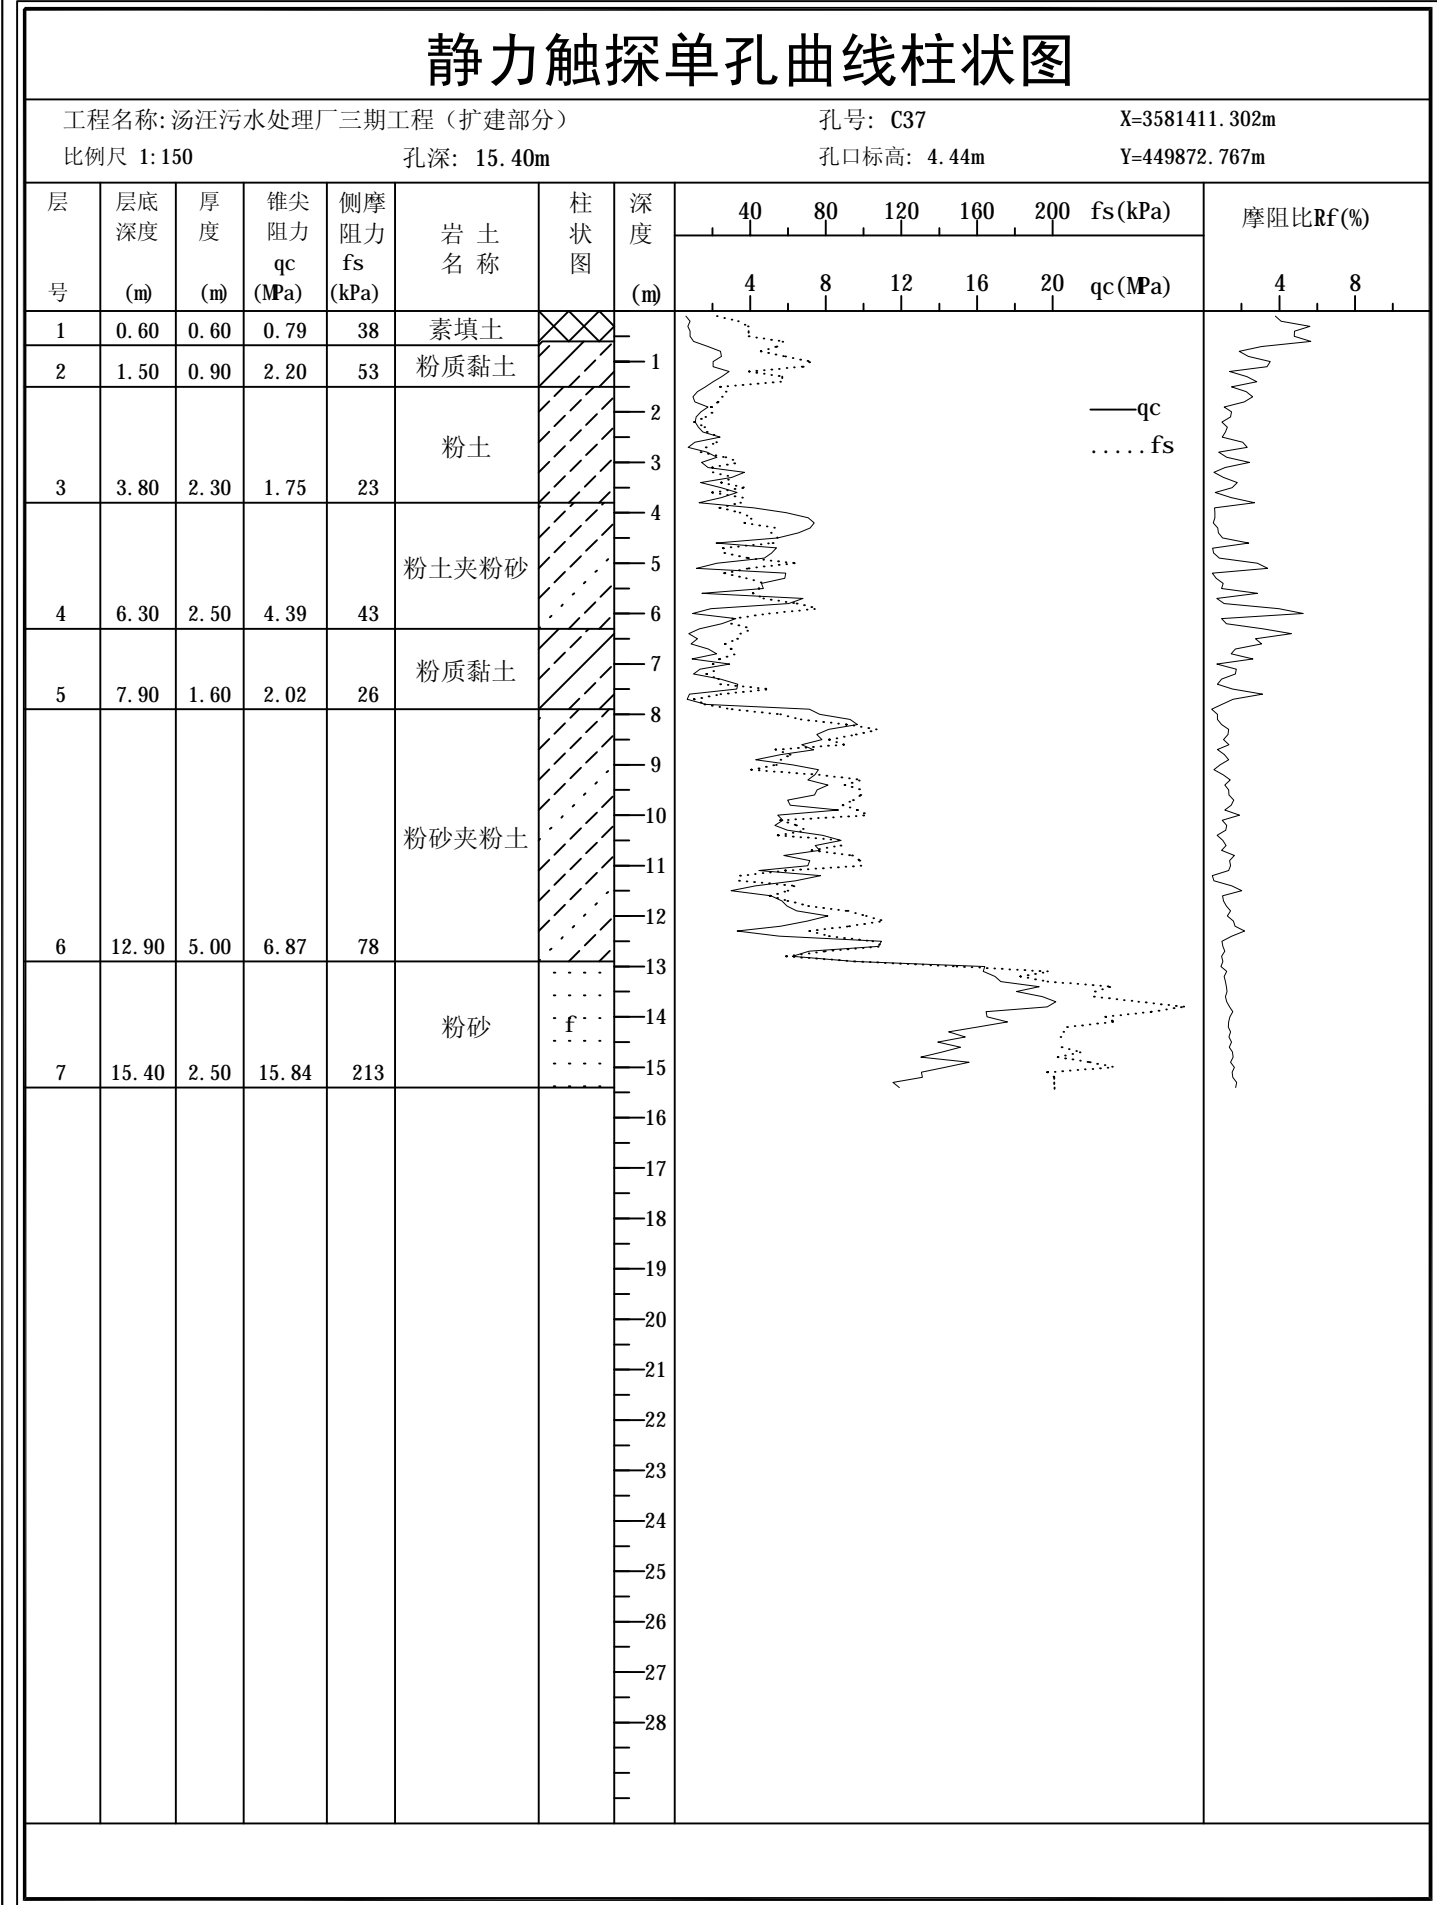 静力触探单孔曲线柱状图
工程名称:汤汪污水处理厂三期工程（扩建部分） 孔号: C37 X=3581411.302m
比例尺 1:150 孔深: 15.40m 孔口标高: 4.44m Y=449872.767m
层号 层底深度(m) 厚度(m) 锥尖阻力qc(MPa) 侧摩阻力fs(kPa) 岩土名称 柱状图 深度(m)
40 80 120 160 200 fs(kPa)
4 8 12 16 20 qc(MPa)
摩阻比Rf(%)
4 8
1 0.60 0.60 0.79 38 素填土
2 1.50 0.90 2.20 53 粉质黏土
3 3.80 2.30 1.75 23 粉土
4 6.30 2.50 4.39 43 粉土夹粉砂
5 7.90 1.60 2.02 26 粉质黏土
6 12.90 5.00 6.87 78 粉砂夹粉土
7 15.40 2.50 15.84 213 粉砂
f
1
2
3
4
5
6
7
8
9
10
11
12
13
14
15
16
17
18
19
20
21
22
23
24
25
26
27
28
qc
fs